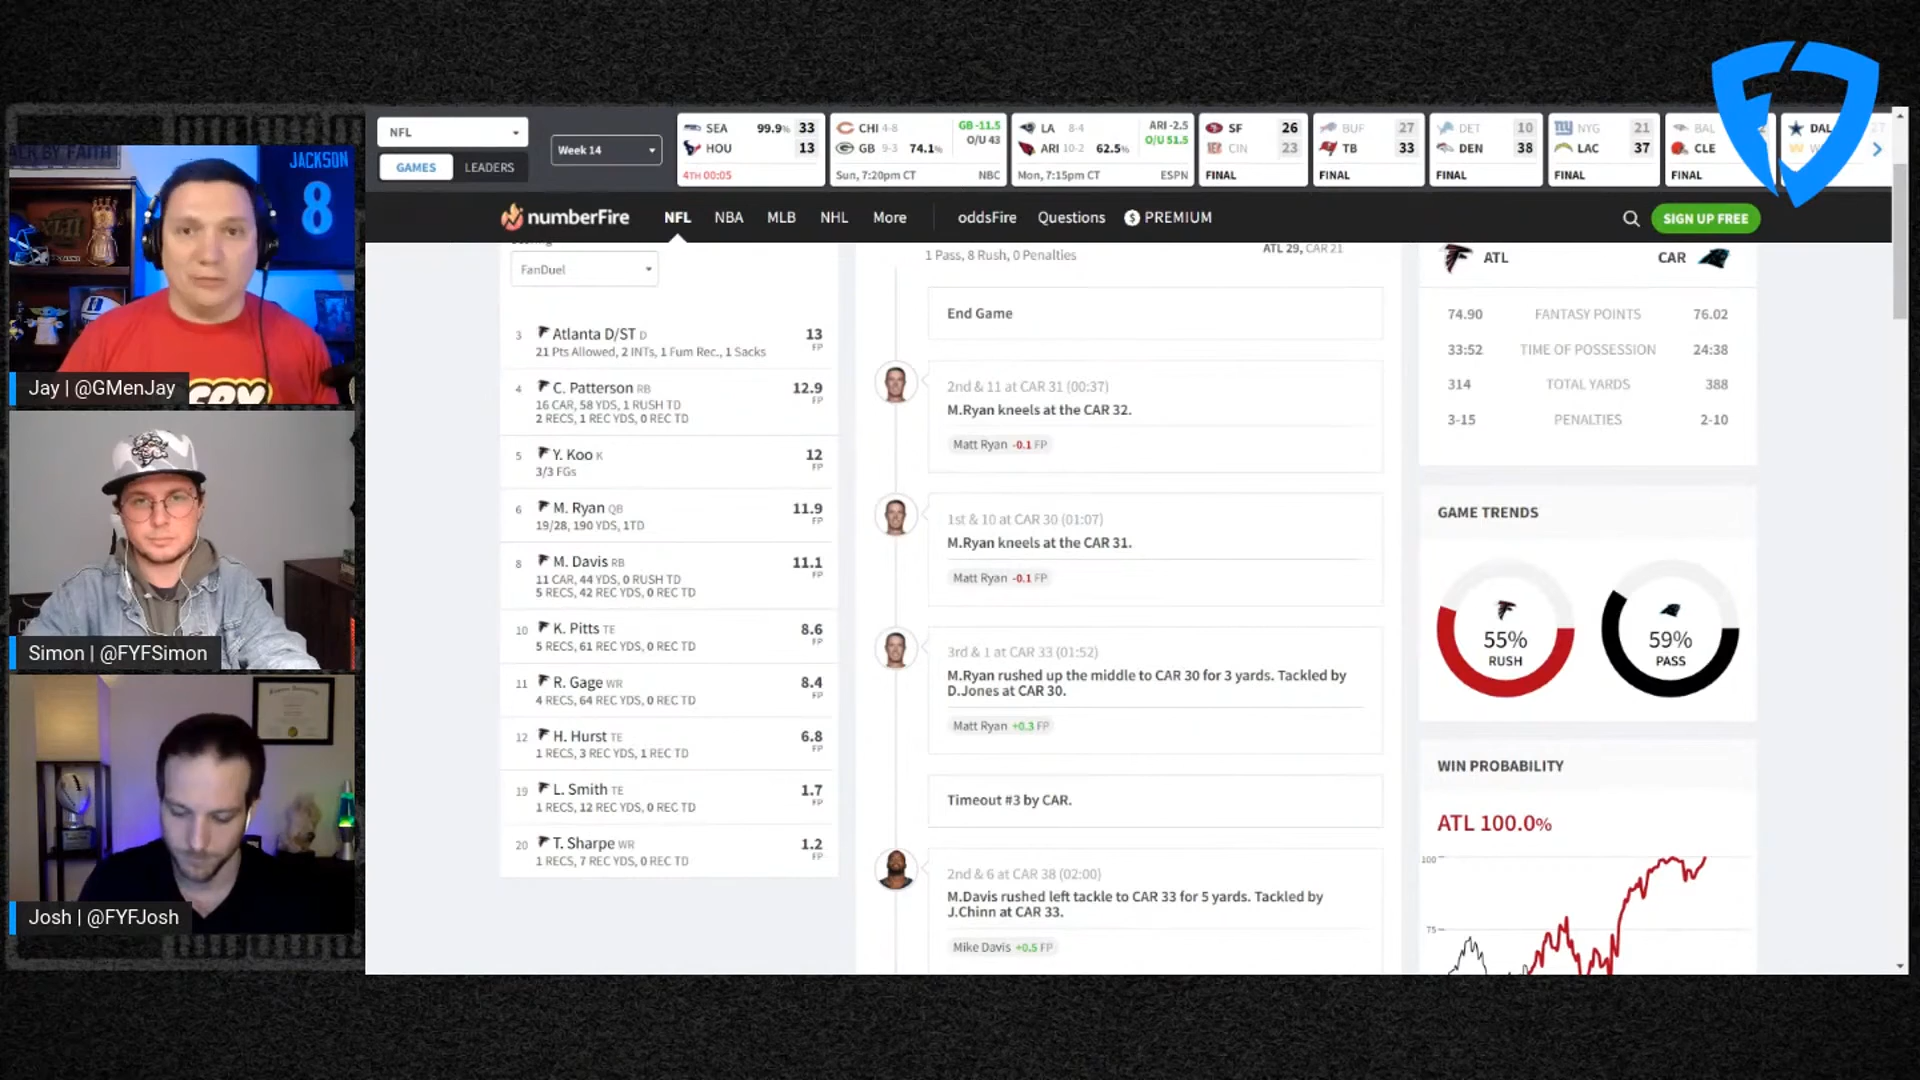 NFL
GAMES
LEADERS
Week 14
SEA 99.9% 33
HOU 13
4TH 00:05
CHI 4-8 GB -11.5
GB 9-3 74.1% O/U 43
Sun, 7:20pm CT NBC
LA 8-4 ARI -2.5
ARI 10-2 62.5% O/U 51.5
Mon, 7:15pm CT ESPN
SF 26
CIN 23
FINAL
BUF 27
TB 33
FINAL
DET 10
DEN 38
FINAL
NYG 21
LAC 37
FINAL
BAL
CLE
FINAL
DAL 27
numberFire
NFL
NBA
MLB
NHL
More
oddsFire
Questions
$ PREMIUM
SIGN UP FREE
JACKSON
8
Jay | @GMenJay
Simon | @FYFSimon
Josh | @FYFJosh
FanDuel
3 Atlanta D/ST D 13 FP
21 Pts Allowed, 2 INTs, 1 Fum Rec., 1 Sacks
4 C. Patterson RB 12.9 FP
16 CAR, 58 YDS, 1 RUSH TD
2 RECS, 1 REC YDS, 0 REC TD
5 Y. Koo K 12 FP
3/3 FGs
6 M. Ryan QB 11.9 FP
19/28, 190 YDS, 1TD
8 M. Davis RB 11.1 FP
11 CAR, 44 YDS, 0 RUSH TD
5 RECS, 42 REC YDS, 0 REC TD
10 K. Pitts TE 8.6 FP
5 RECS, 61 REC YDS, 0 REC TD
11 R. Gage WR 8.4 FP
4 RECS, 64 REC YDS, 0 REC TD
12 H. Hurst TE 6.8 FP
1 RECS, 3 REC YDS, 1 REC TD
19 L. Smith TE 1.7 FP
1 RECS, 12 REC YDS, 0 REC TD
20 T. Sharpe WR 1.2 FP
1 RECS, 7 REC YDS, 0 REC TD
ATL 29, CAR 21
1 Pass, 8 Rush, 0 Penalties
End Game
2nd & 11 at CAR 31 (00:37)
M.Ryan kneels at the CAR 32.
Matt Ryan -0.1 FP
1st & 10 at CAR 30 (01:07)
M.Ryan kneels at the CAR 31.
Matt Ryan -0.1 FP
3rd & 1 at CAR 33 (01:52)
M.Ryan rushed up the middle to CAR 30 for 3 yards. Tackled by
D.Jones at CAR 30.
Matt Ryan +0.3 FP
Timeout #3 by CAR.
2nd & 6 at CAR 38 (02:00)
M.Davis rushed left tackle to CAR 33 for 5 yards. Tackled by
J.Chinn at CAR 33.
Mike Davis +0.5 FP
ATL CAR
74.90 FANTASY POINTS 76.02
33:52 TIME OF POSSESSION 24:38
314 TOTAL YARDS 388
3-15 PENALTIES 2-10
GAME TRENDS
55%
RUSH
59%
PASS
WIN PROBABILITY
ATL 100.0%
100
75